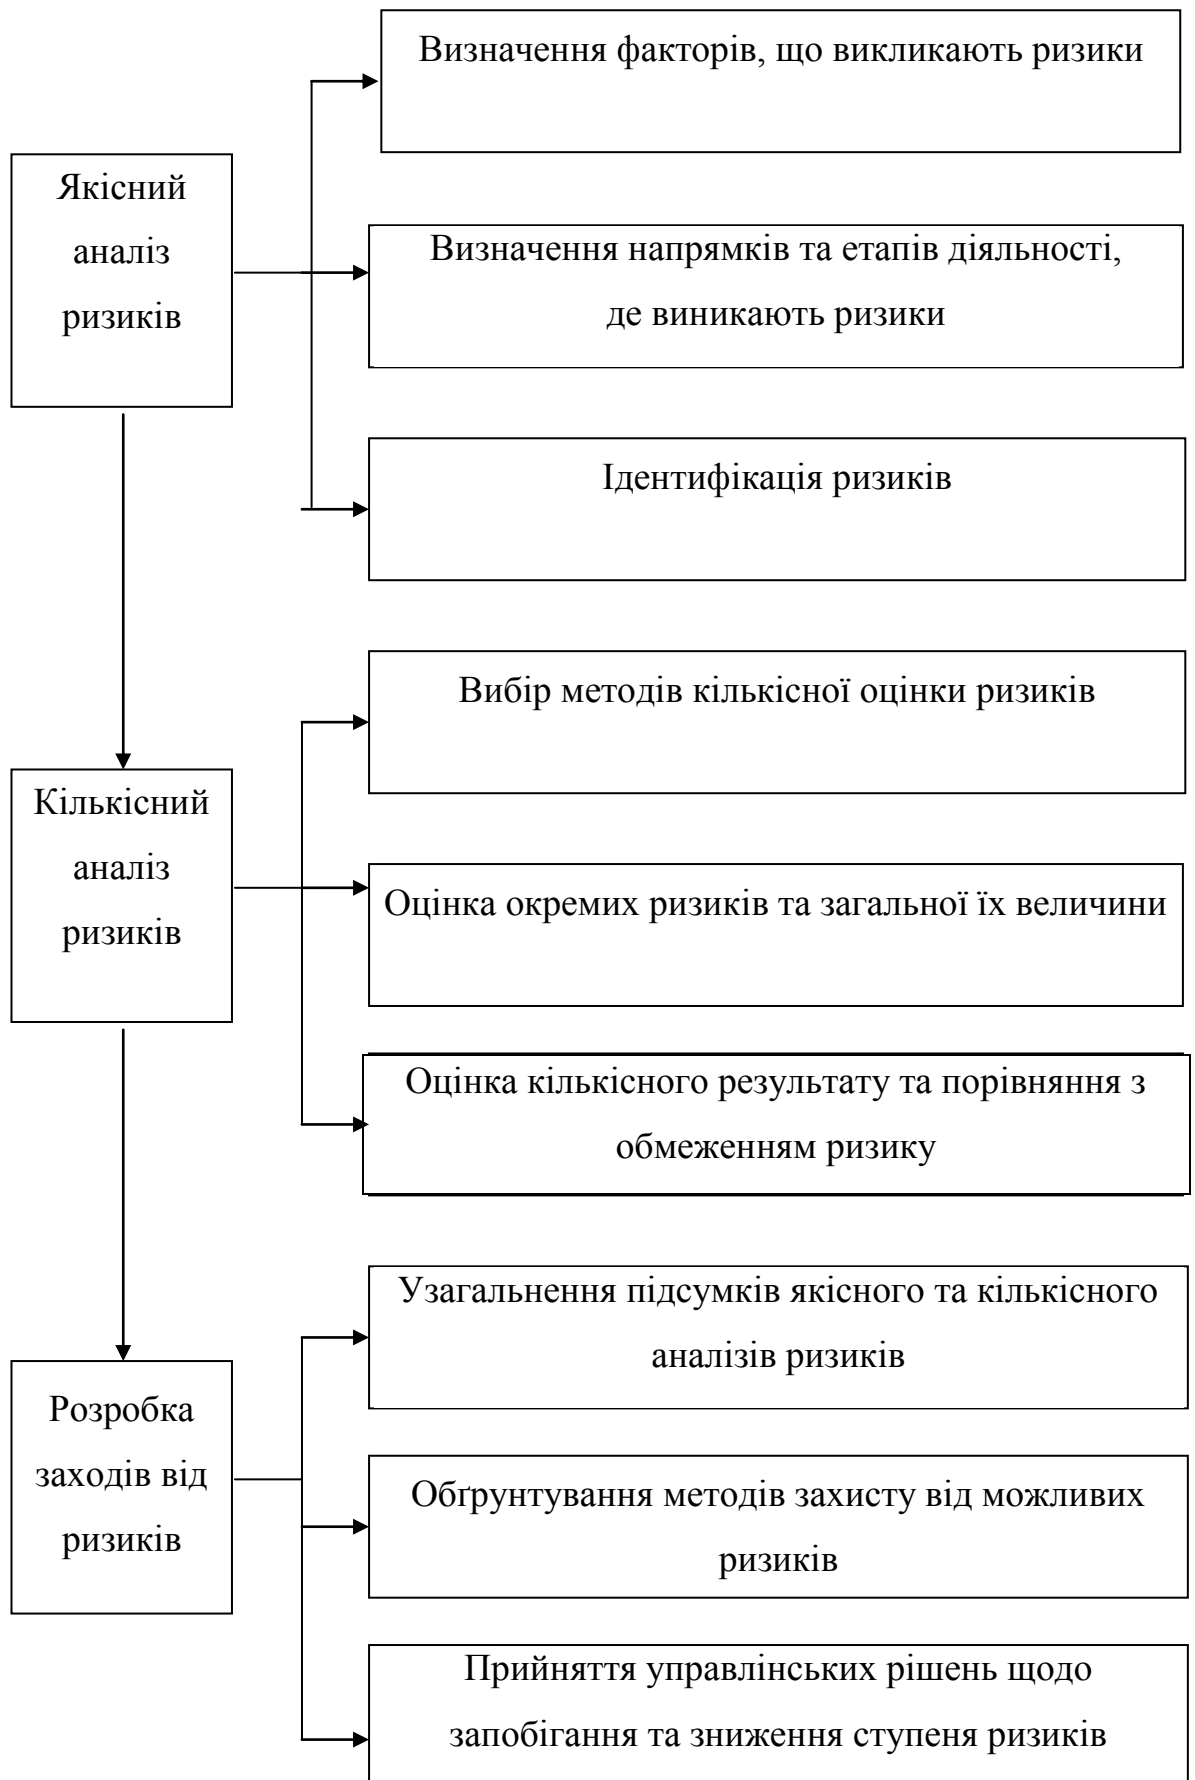 Визначення факторів, що викликають ризики
Якісний
аналіз
ризиків
Визначення напрямків та етапів діяльності,
де виникають ризики
Ідентифікація ризиків
Вибір методів кількісної оцінки ризиків
Кількісний
аналіз
ризиків
Оцінка окремих ризиків та загальної їх величини
Оцінка кількісного результату та порівняння з
обмеженням ризику
Узагальнення підсумків якісного та кількісного
аналізів ризиків
Розробка
заходів від
ризиків
Обґрунтування методів захисту від можливих
ризиків
Прийняття управлінських рішень щодо
запобігання та зниження ступеня ризиків